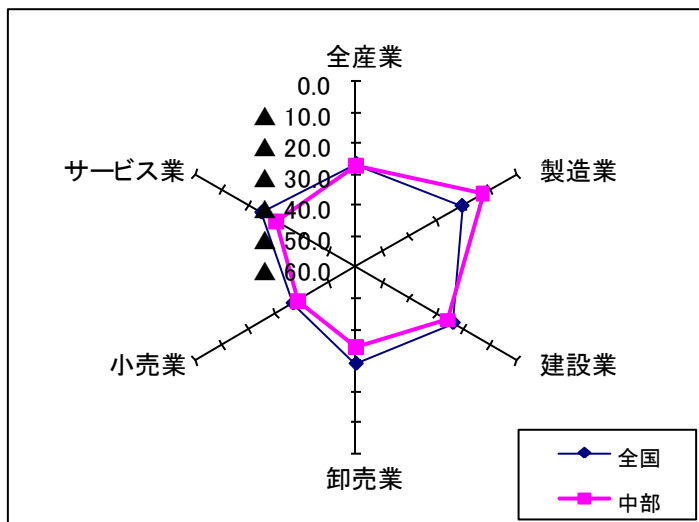 全産業
0.0
▲ 10.0
▲ 20.0
▲ 30.0
▲ 40.0
▲ 50.0
▲ 60.0
サービス業
製造業
小売業
建設業
卸売業
全国
中部